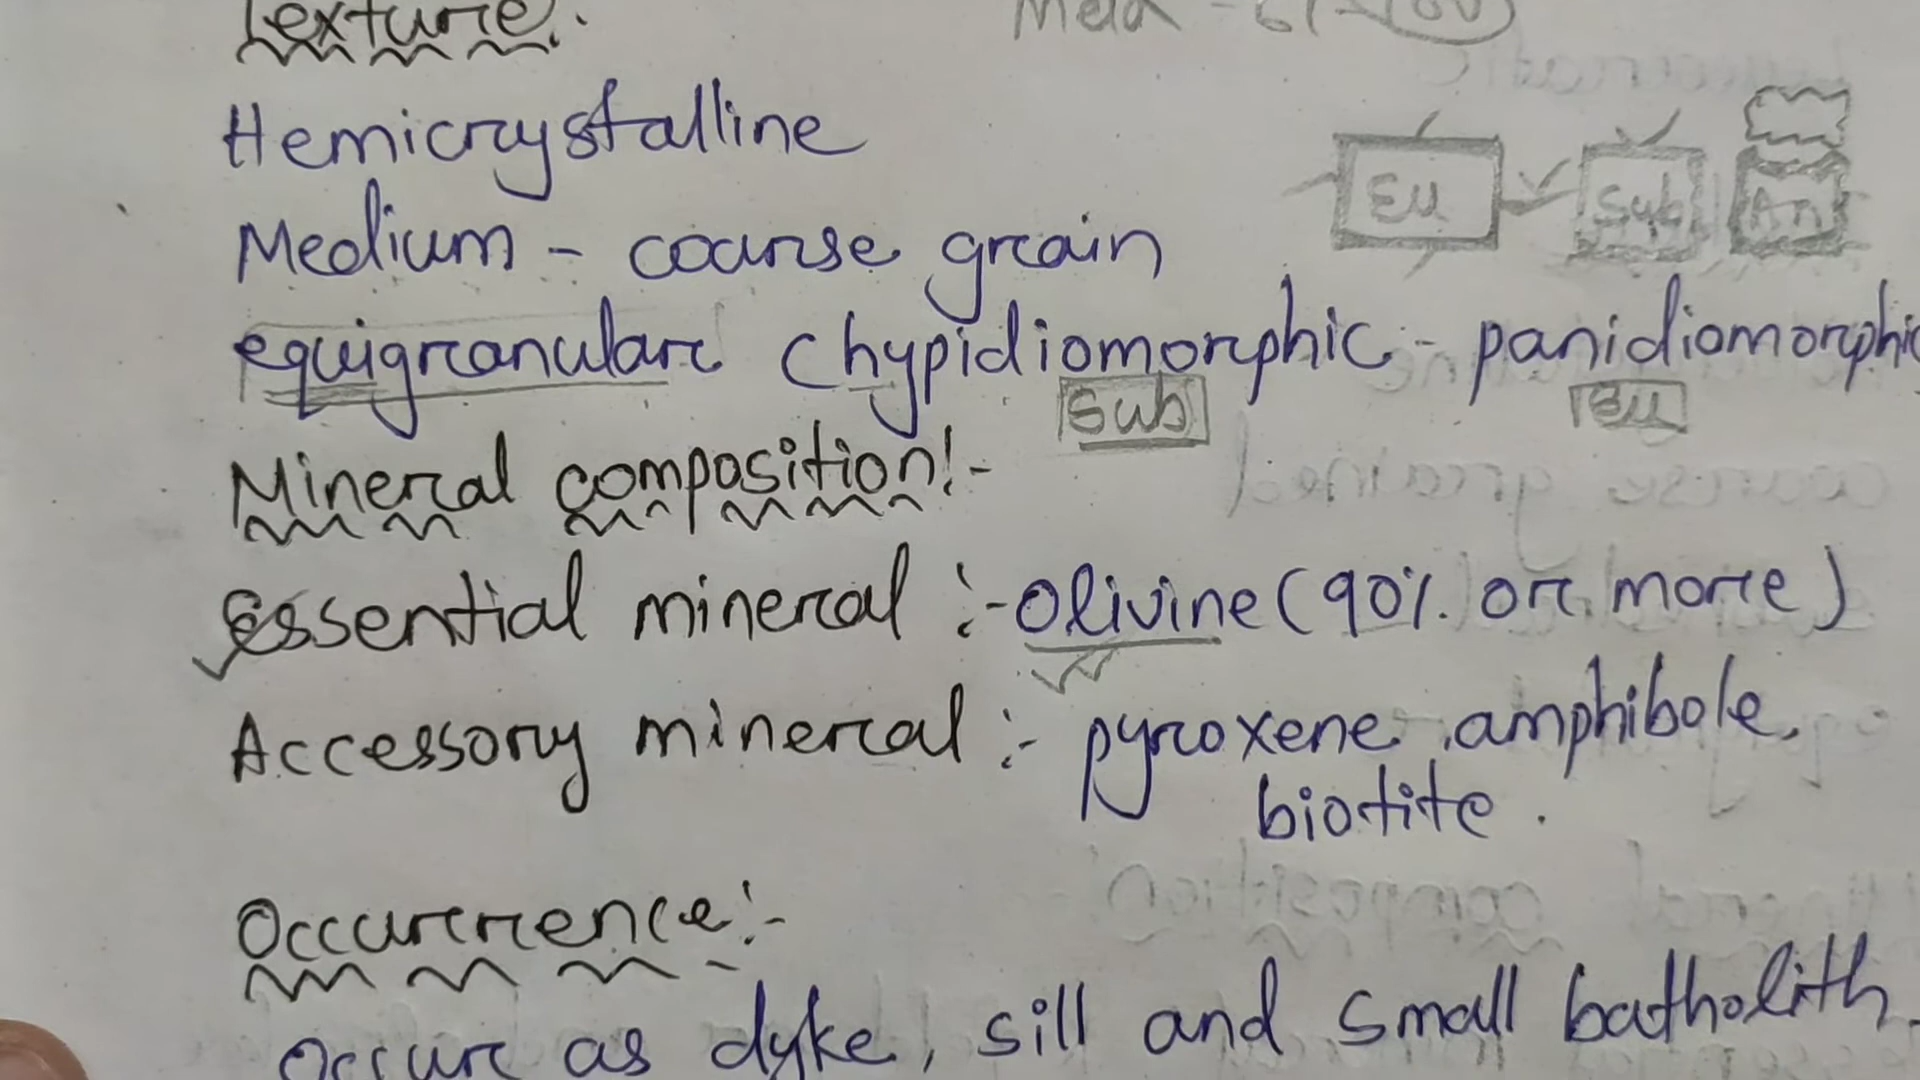 Texture:
Hemicrystalline
Medium - coarse grain
Eu Sub An
equigranular (hypidiomorphic - panidiomorphic
Sub Eu
Mineral composition:-
Essential mineral :- Olivine (90% or more)
Accessory mineral :- pyroxene, amphibole,
biotite.
Occurrence:-
Occur as dyke, sill and small batholith.